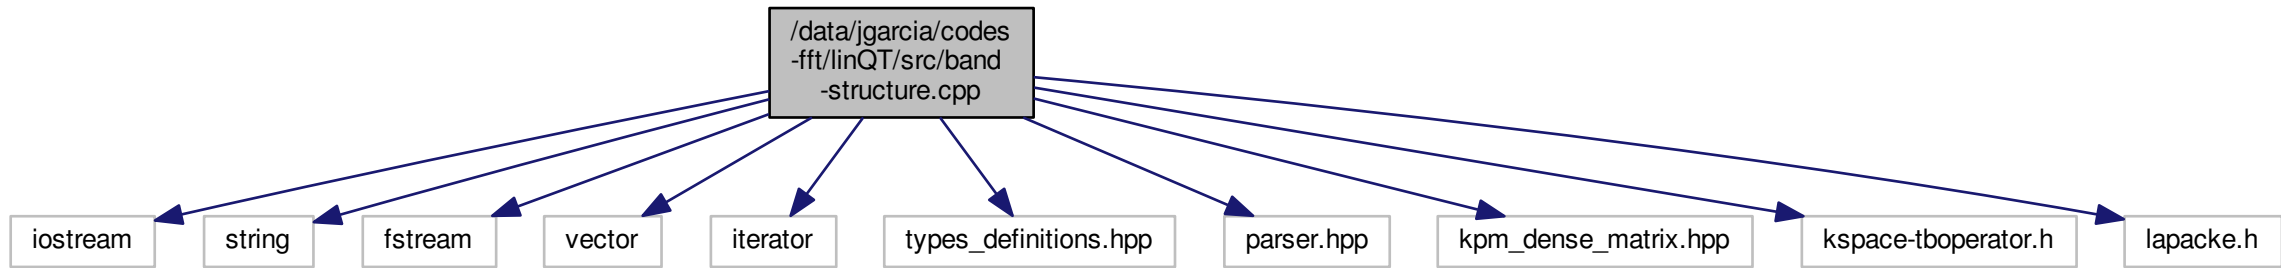 /data/jgarcia/codes
-fft/linQT/src/band
-structure.cpp
iostream
string
fstream
vector
iterator
types_definitions.hpp
parser.hpp
kpm_dense_matrix.hpp
kspace-tboperator.h
lapacke.h